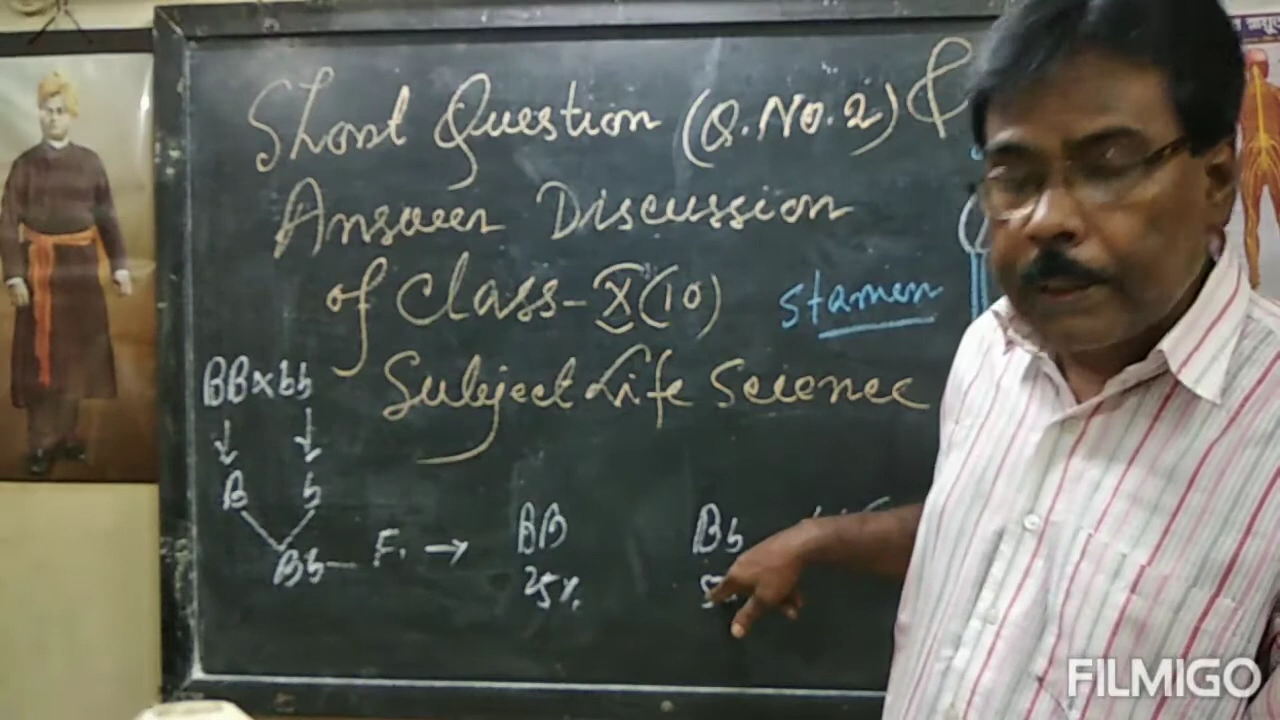 Short Question (Q.No.2) &
Answer Discussion
of Class-X(10)
Stamen
Subject Life Science
BB×bb
B b
Bb— F1 → BB Bb
25%
FILMIGO